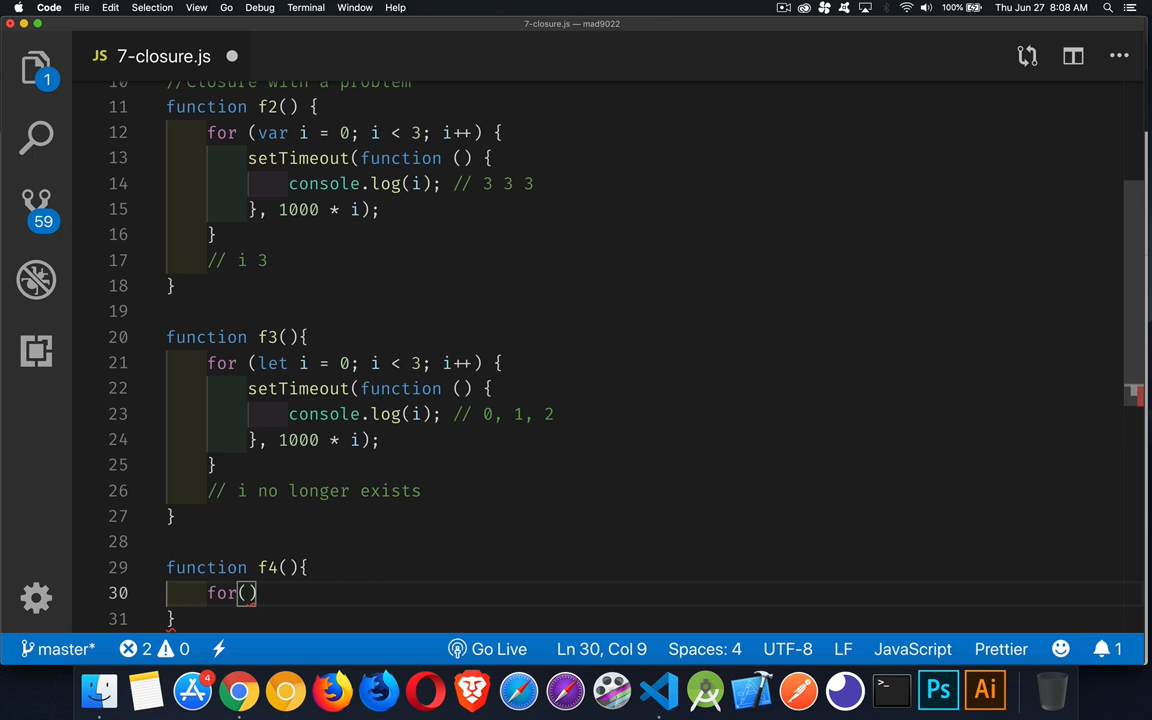 Code File Edit Selection View Go Debug Terminal Window Help 100% Thu Jun 27 8:08 AM
7-closure.js — mad9022
JS 7-closure.js
1
59
10 //Closure with a problem
11 function f2() {
12 for (var i = 0; i < 3; i++) {
13 setTimeout(function () {
14 console.log(i); // 3 3 3
15 }, 1000 * i);
16 }
17 // i 3
18 }
19
20 function f3(){
21 for (let i = 0; i < 3; i++) {
22 setTimeout(function () {
23 console.log(i); // 0, 1, 2
24 }, 1000 * i);
25 }
26 // i no longer exists
27 }
28
29 function f4(){
30 for()
31 }
master* 2 0 Go Live Ln 30, Col 9 Spaces: 4 UTF-8 LF JavaScript Prettier 1
4 >_ Ps Ai